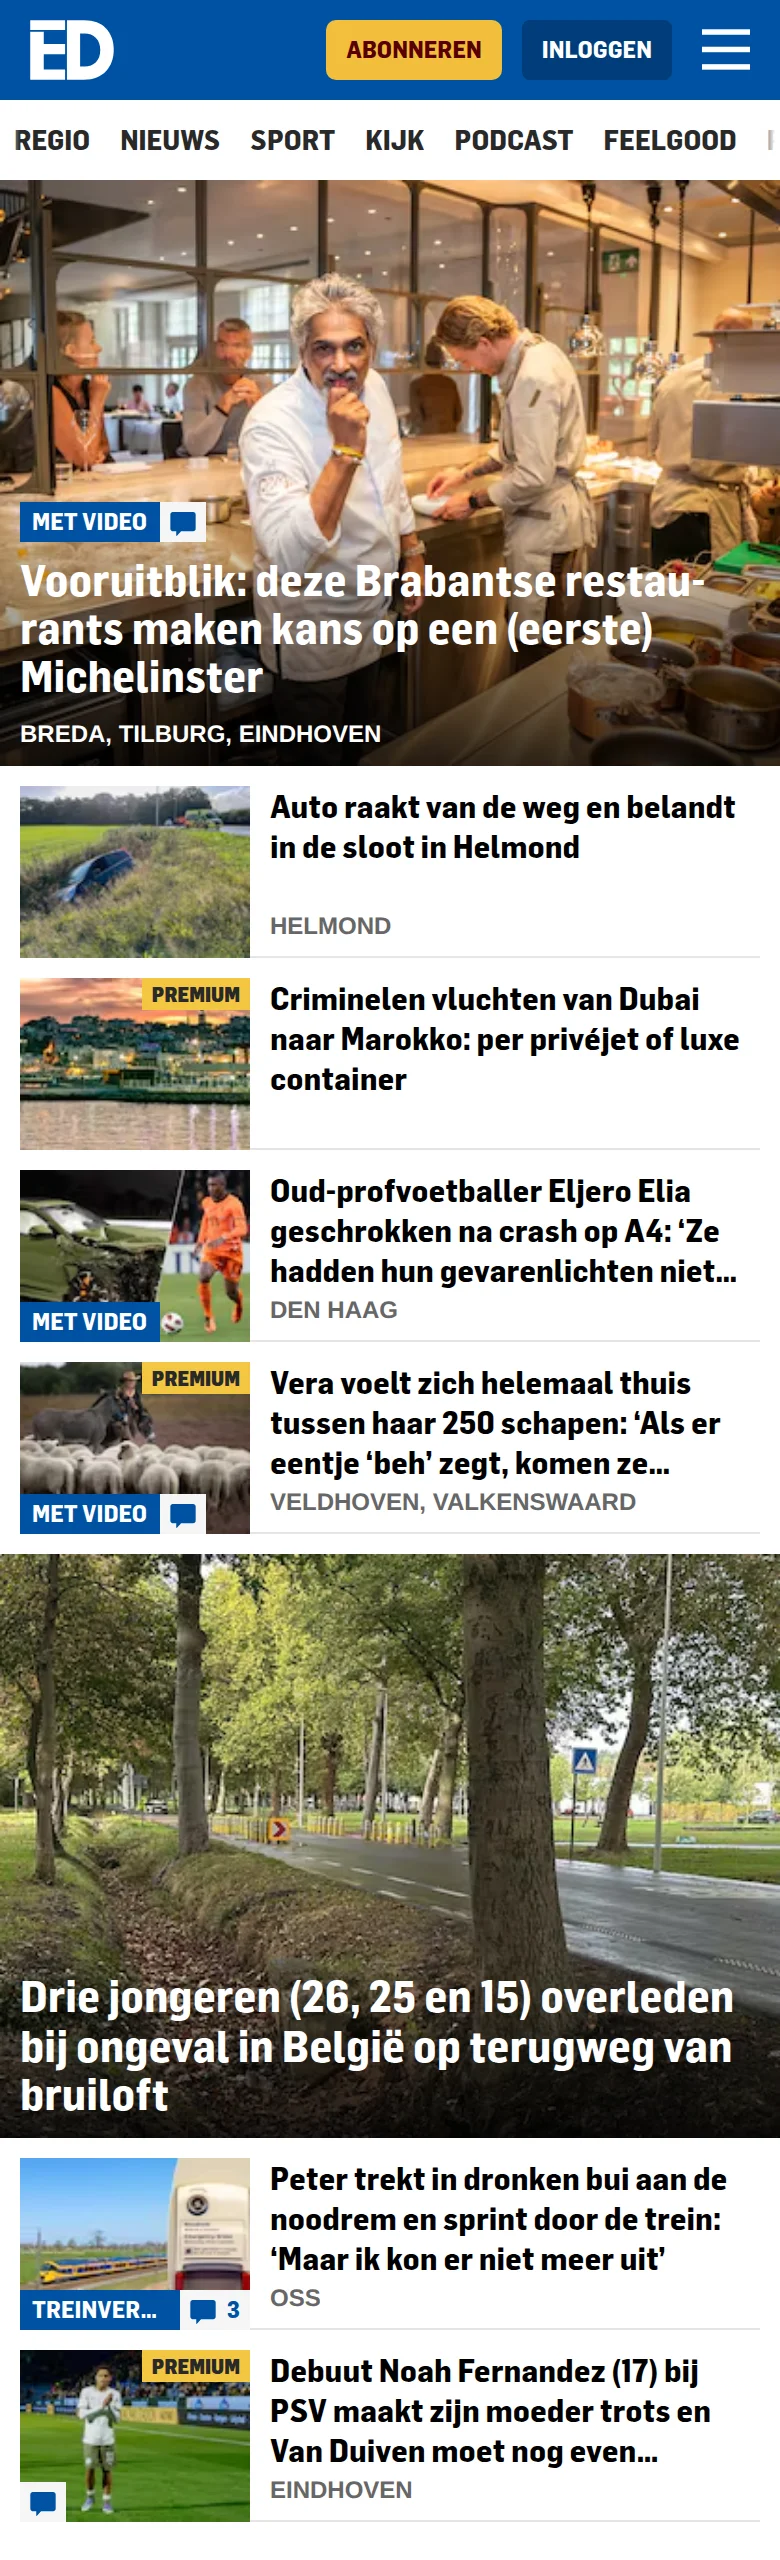 ED
ABONNEREN
INLOGGEN
REGIO NIEUWS SPORT KIJK PODCAST FEELGOOD
MET VIDEO
Vooruitblik: deze Brabantse restau-
rants maken kans op een (eerste)
Michelinster
BREDA, TILBURG, EINDHOVEN
Auto raakt van de weg en belandt
in de sloot in Helmond
HELMOND
PREMIUM
Criminelen vluchten van Dubai
naar Marokko: per privéjet of luxe
container
MET VIDEO
Oud-profvoetballer Eljero Elia
geschrokken na crash op A4: ‘Ze
hadden hun gevarenlichten niet...
DEN HAAG
PREMIUM
MET VIDEO
Vera voelt zich helemaal thuis
tussen haar 250 schapen: ‘Als er
eentje ‘beh’ zegt, komen ze...
VELDHOVEN, VALKENSWAARD
Drie jongeren (26, 25 en 15) overleden
bij ongeval in België op terugweg van
bruiloft
TREINVER...
3
Peter trekt in dronken bui aan de
noodrem en sprint door de trein:
‘Maar ik kon er niet meer uit’
OSS
PREMIUM
Debuut Noah Fernandez (17) bij
PSV maakt zijn moeder trots en
Van Duiven moet nog even...
EINDHOVEN